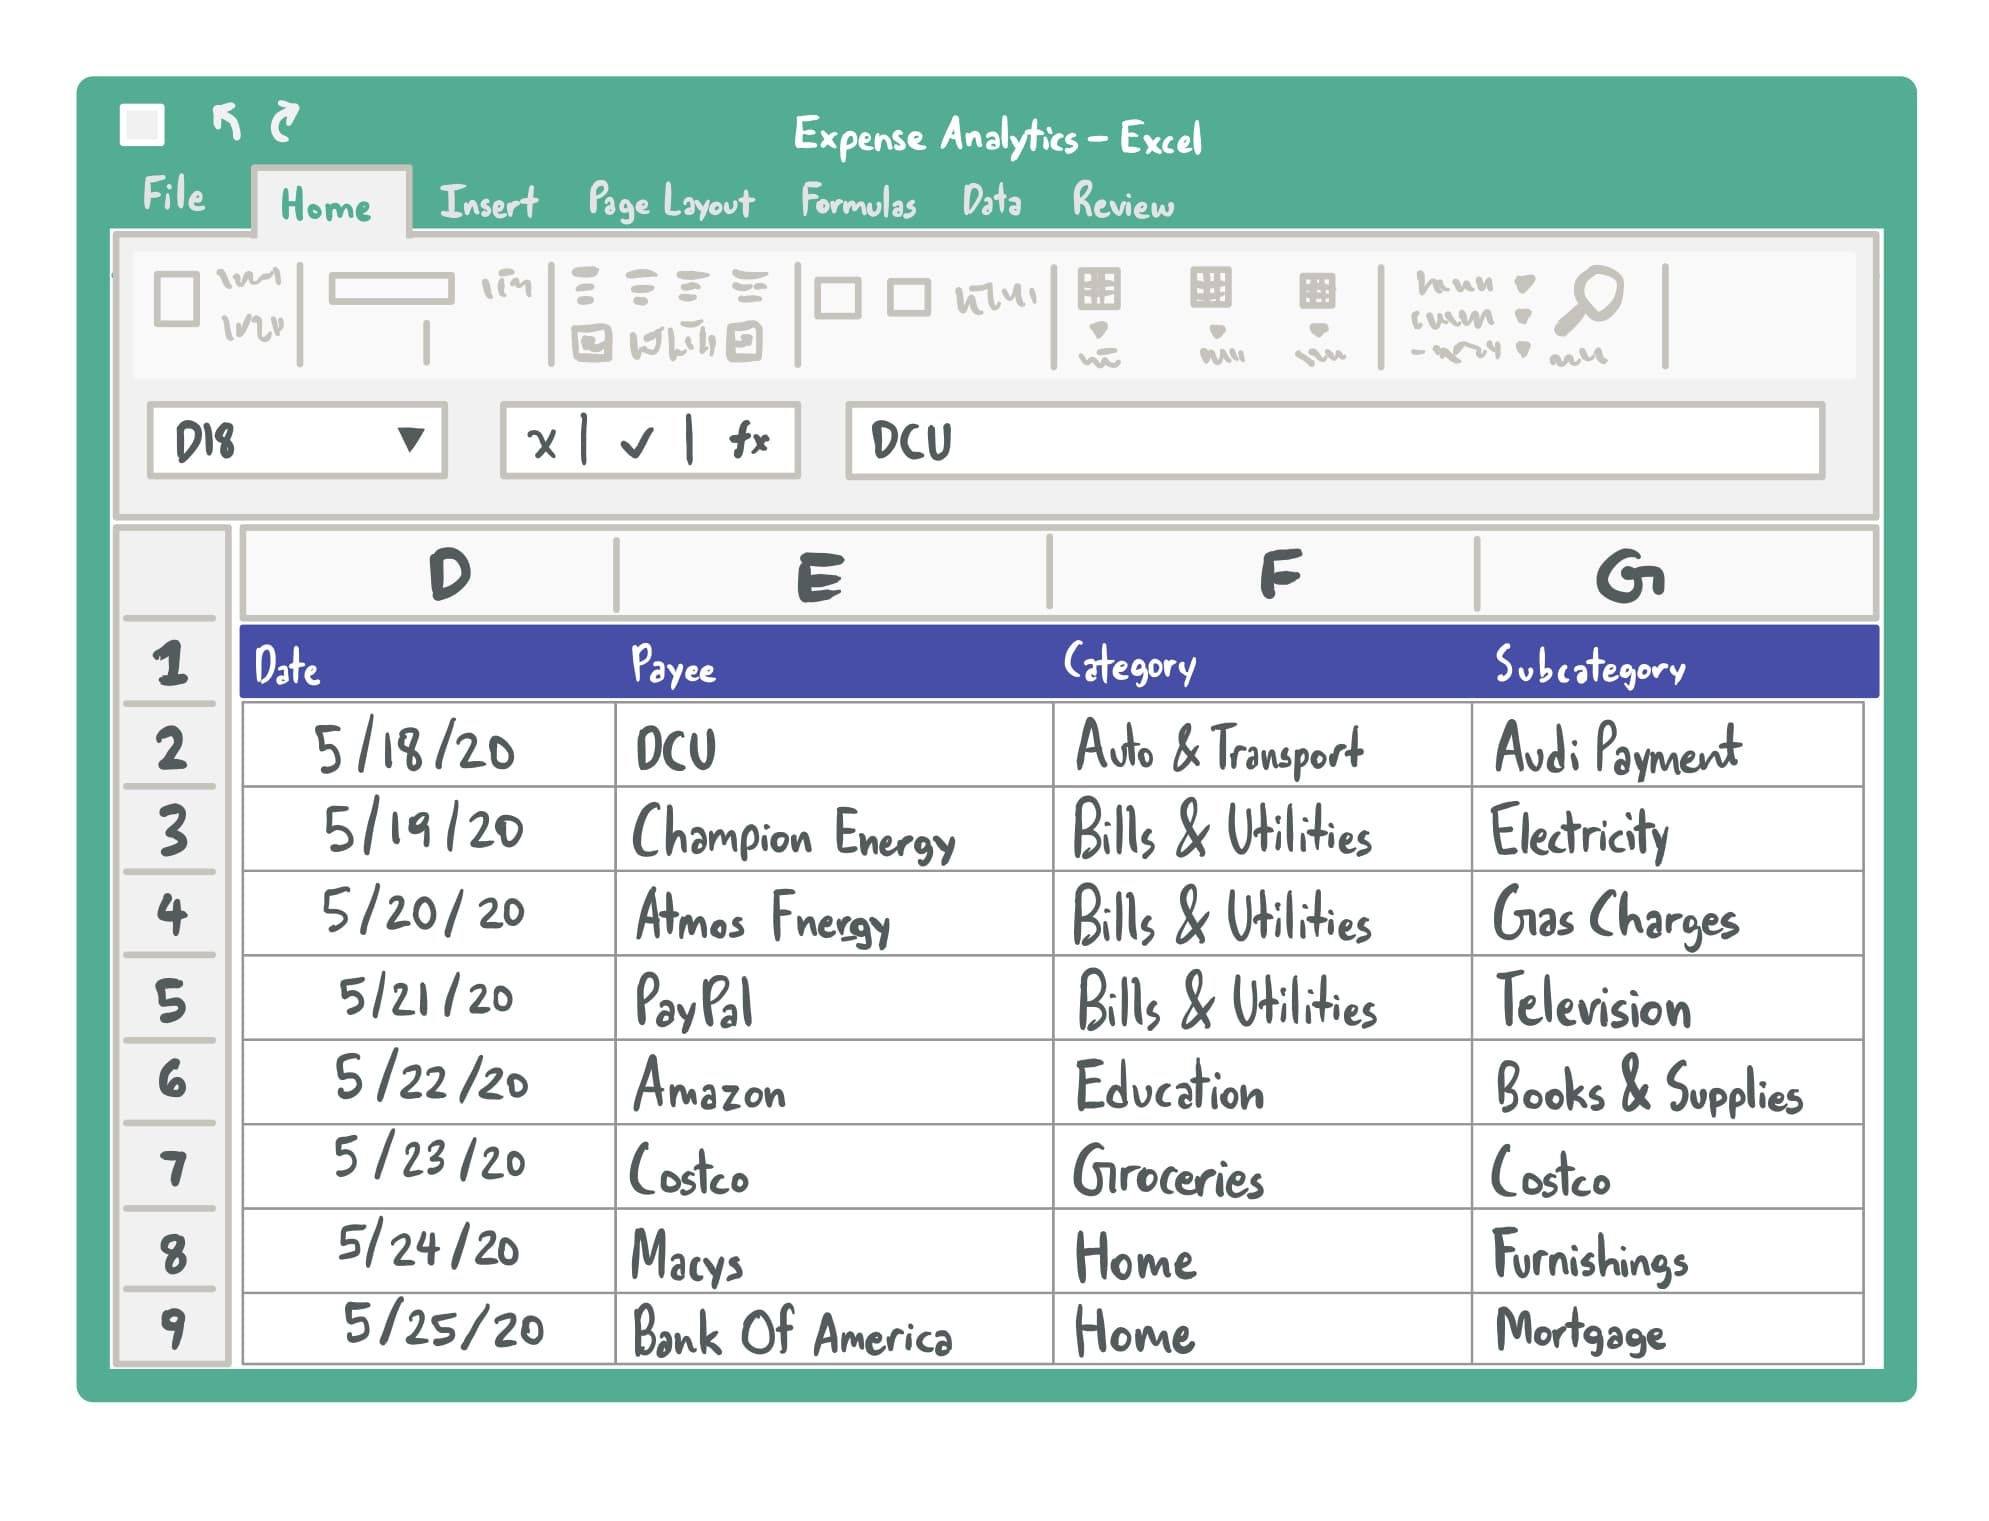 Expense Analytics - Excel
File Home Insert Page Layout Formulas Data Review
D18 ▼ x | ✓ | fx DCU
D E F G
1 Date Payee Category Subcategory
2 5/18/20 DCU Auto & Transport Audi Payment
3 5/19/20 Champion Energy Bills & Utilities Electricity
4 5/20/20 Atmos Fnergy Bills & Utilities Gas Charges
5 5/21/20 PayPal Bills & Utilities Television
6 5/22/20 Amazon Education Books & Supplies
7 5/23/20 Costco Groceries Costco
8 5/24/20 Macys Home Furnishings
9 5/25/20 Bank Of America Home Mortgage